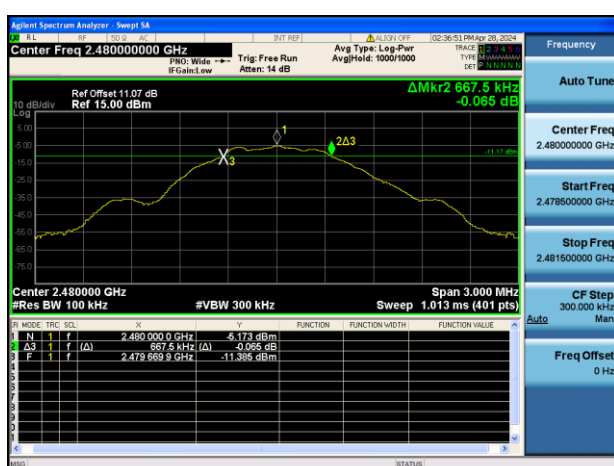 Agilent Spectrum Analyzer - Swept SA
RL RF 50 Ω AC INT REF ALIGN OFF 02:36:51 PM Apr 28, 2024
Center Freq 2.480000000 GHz
PNO: Wide Trig: Free Run Avg Type: Log-Pwr TRACE 1 2 3 4 5 6
IFGain:Low Atten: 14 dB Avg|Hold: 1000/1000 TYPE
DET P N N N N N
Frequency
Auto Tune
Center Freq
2.480000000 GHz
Start Freq
2.478500000 GHz
Stop Freq
2.481500000 GHz
CF Step
300.000 kHz
Auto Man
Freq Offset
0 Hz
ΔMkr2 667.5 kHz
-0.065 dB
Ref Offset 11.07 dB
10 dB/div Ref 15.00 dBm
Log
5.00
-5.00
-15.0
-25.0
-35.0
-45.0
-55.0
-65.0
-75.0
1
2Δ3
3
-11.17 dBm
Center 2.480000 GHz Span 3.000 MHz
#Res BW 100 kHz #VBW 300 kHz Sweep 1.013 ms (401 pts)
MODE TRC SCL X Y FUNCTION FUNCTION WIDTH FUNCTION VALUE
1 N 1 f 2.480 000 0 GHz -5.173 dBm
2 Δ3 1 f (Δ) 667.5 kHz (Δ) -0.065 dB
3 F 1 f 2.479 669 9 GHz -11.385 dBm
4
5
6
7
8
9
MSG STATUS